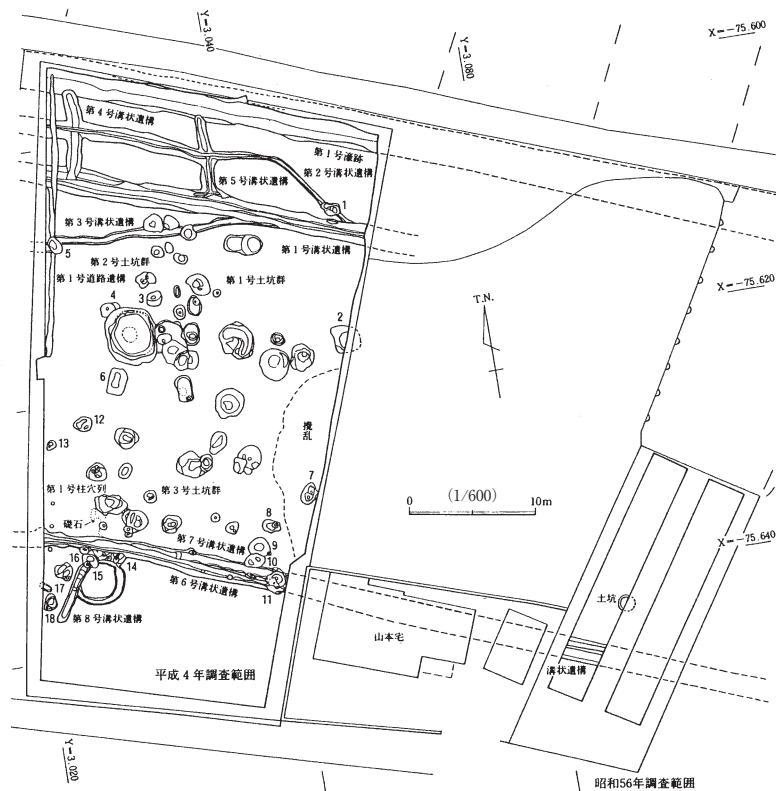 Y=-3.040
Y=-3.080
X=-75.600
第4号溝状遺構
第1号濠跡
第2号溝状遺構
第5号溝状遺構
1
第3号溝状遺構
第1号溝状遺構
5
第2号土坑群
第1号道路遺構
第1号土坑群
X=-75.620
4
3
T.N.
2
6
12
攪乱
13
第1号柱穴列
第3号土坑群
7
(1/600)
0
10m
礎石
8
X=-75.640
第7号溝状遺構
9
16
14
10
15
第6号溝状遺構
17
11
18
第8号溝状遺構
土坑
山本宅
溝状遺構
平成4年調査範囲
Y=-3.020
昭和56年調査範囲